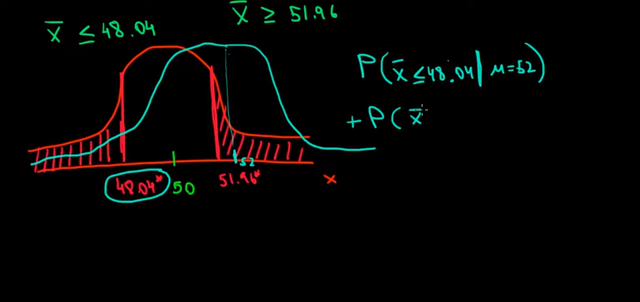 x̄ ≤ 48.04
x̄ ≥ 51.96
P( x̄ ≤ 48.04 | μ = 52 )
+ P( x̄
52
48.04*
50
51.96*
x